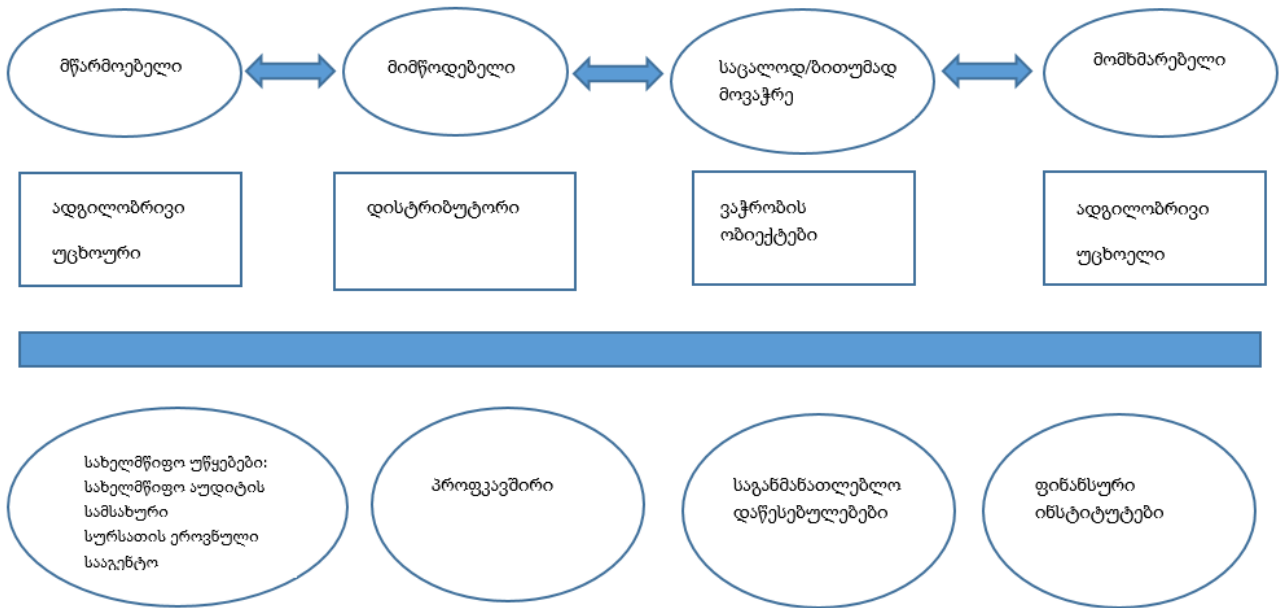 მწარმოებელი
მიმწოდებელი
საცალოდ/ბითუმად
მოვაჭრე
მომხმარებელი
ადგილობრივი
უცხოური
დისტრიბუტორი
ვაჭრობის
ობიექტები
ადგილობრივი
უცხოელი
სახელმწიფო უწყებები:
სახელმწიფო აუდიტის
სამსახური
სურსათის ეროვნული
სააგენტო
პროფკავშირი
საგანმანათლებლო
დაწესებულებები
ფინანსური
ინსტიტუტები